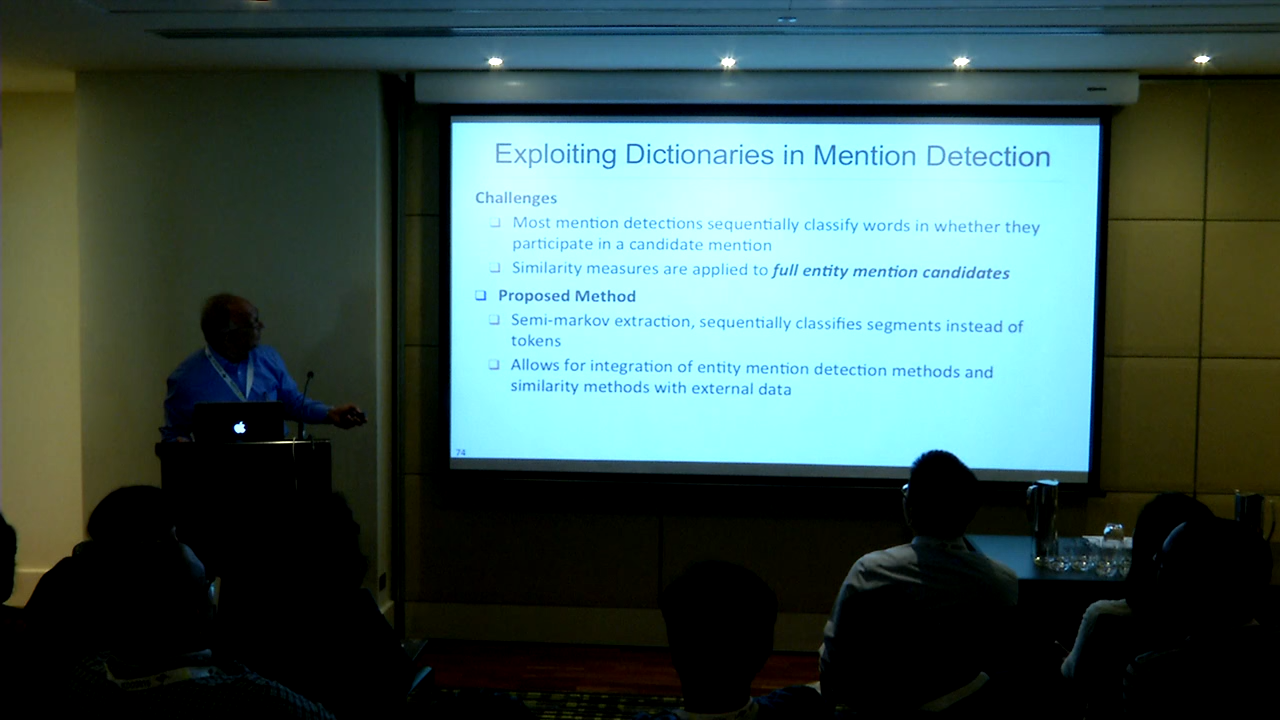 Exploiting Dictionaries in Mention Detection
Challenges
Most mention detections sequentially classify words in whether they
participate in a candidate mention
Similarity measures are applied to full entity mention candidates
Proposed Method
Semi-markov extraction, sequentially classifies segments instead of
tokens
Allows for integration of entity mention detection methods and
similarity methods with external data
74